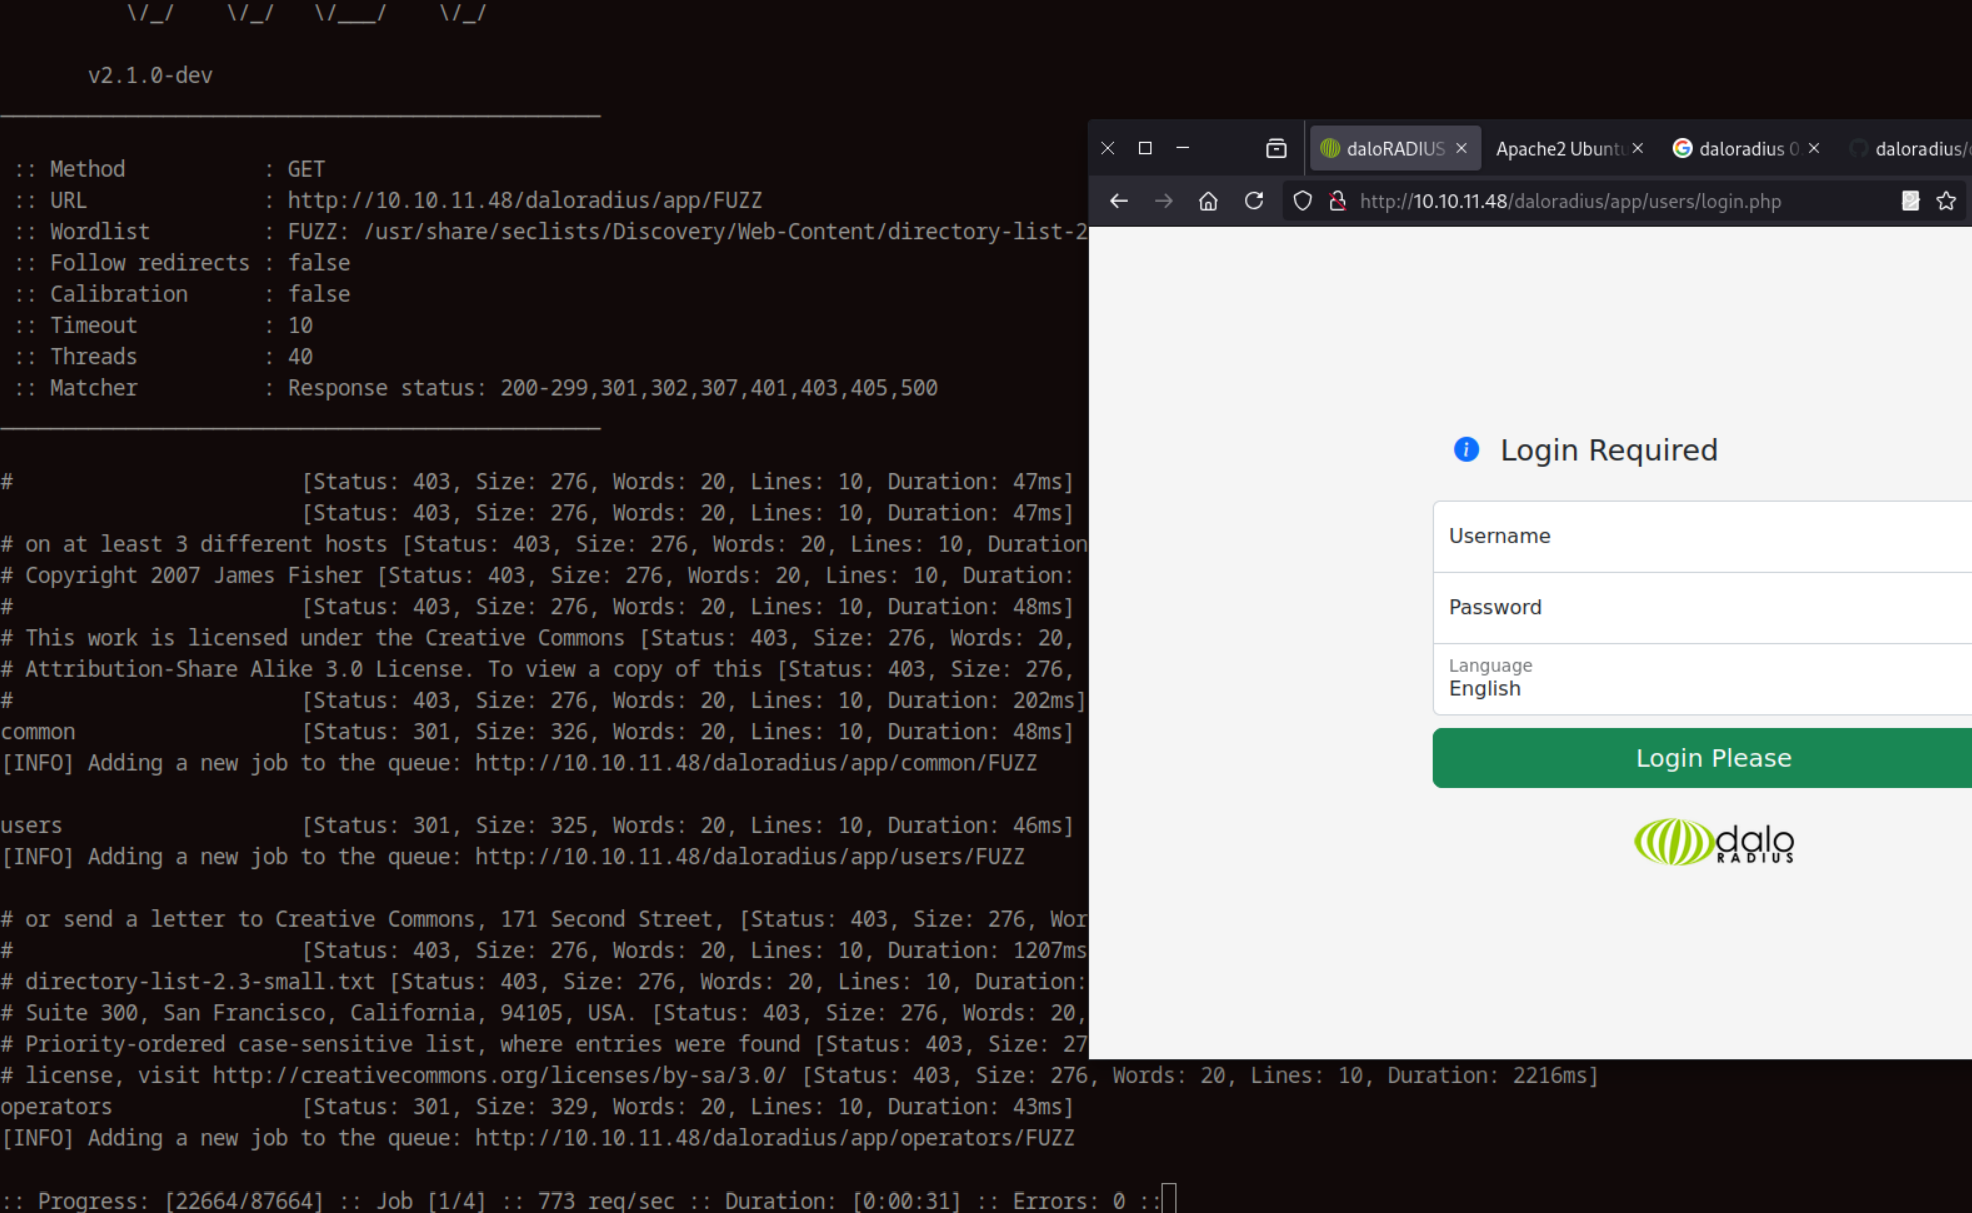 \/_/    \/_/   \/___/    \/_/
v2.1.0-dev
________________________________________________
:: Method           : GET
:: URL              : http://10.10.11.48/daloradius/app/FUZZ
:: Wordlist         : FUZZ: /usr/share/seclists/Discovery/Web-Content/directory-list-2
:: Follow redirects : false
:: Calibration      : false
:: Timeout          : 10
:: Threads          : 40
:: Matcher          : Response status: 200-299,301,302,307,401,403,405,500
________________________________________________
#                       [Status: 403, Size: 276, Words: 20, Lines: 10, Duration: 47ms]
[Status: 403, Size: 276, Words: 20, Lines: 10, Duration: 47ms]
# on at least 3 different hosts [Status: 403, Size: 276, Words: 20, Lines: 10, Duration
# Copyright 2007 James Fisher [Status: 403, Size: 276, Words: 20, Lines: 10, Duration:
#                       [Status: 403, Size: 276, Words: 20, Lines: 10, Duration: 48ms]
# This work is licensed under the Creative Commons [Status: 403, Size: 276, Words: 20,
# Attribution-Share Alike 3.0 License. To view a copy of this [Status: 403, Size: 276,
#                       [Status: 403, Size: 276, Words: 20, Lines: 10, Duration: 202ms]
common                  [Status: 301, Size: 326, Words: 20, Lines: 10, Duration: 48ms]
[INFO] Adding a new job to the queue: http://10.10.11.48/daloradius/app/common/FUZZ
users                   [Status: 301, Size: 325, Words: 20, Lines: 10, Duration: 46ms]
[INFO] Adding a new job to the queue: http://10.10.11.48/daloradius/app/users/FUZZ
# or send a letter to Creative Commons, 171 Second Street, [Status: 403, Size: 276, Wor
#                       [Status: 403, Size: 276, Words: 20, Lines: 10, Duration: 1207ms
# directory-list-2.3-small.txt [Status: 403, Size: 276, Words: 20, Lines: 10, Duration:
# Suite 300, San Francisco, California, 94105, USA. [Status: 403, Size: 276, Words: 20,
# Priority-ordered case-sensitive list, where entries were found [Status: 403, Size: 27
# license, visit http://creativecommons.org/licenses/by-sa/3.0/ [Status: 403, Size: 276, Words: 20, Lines: 10, Duration: 2216ms]
operators               [Status: 301, Size: 329, Words: 20, Lines: 10, Duration: 43ms]
[INFO] Adding a new job to the queue: http://10.10.11.48/daloradius/app/operators/FUZZ
:: Progress: [22664/87664] :: Job [1/4] :: 773 req/sec :: Duration: [0:00:31] :: Errors: 0 ::
daloRADIUS
Apache2 Ubuntu
daloradius 0.
daloradius/
http://10.10.11.48/daloradius/app/users/login.php
Login Required
Username
Password
Language
English
Login Please
dalo
RADIUS